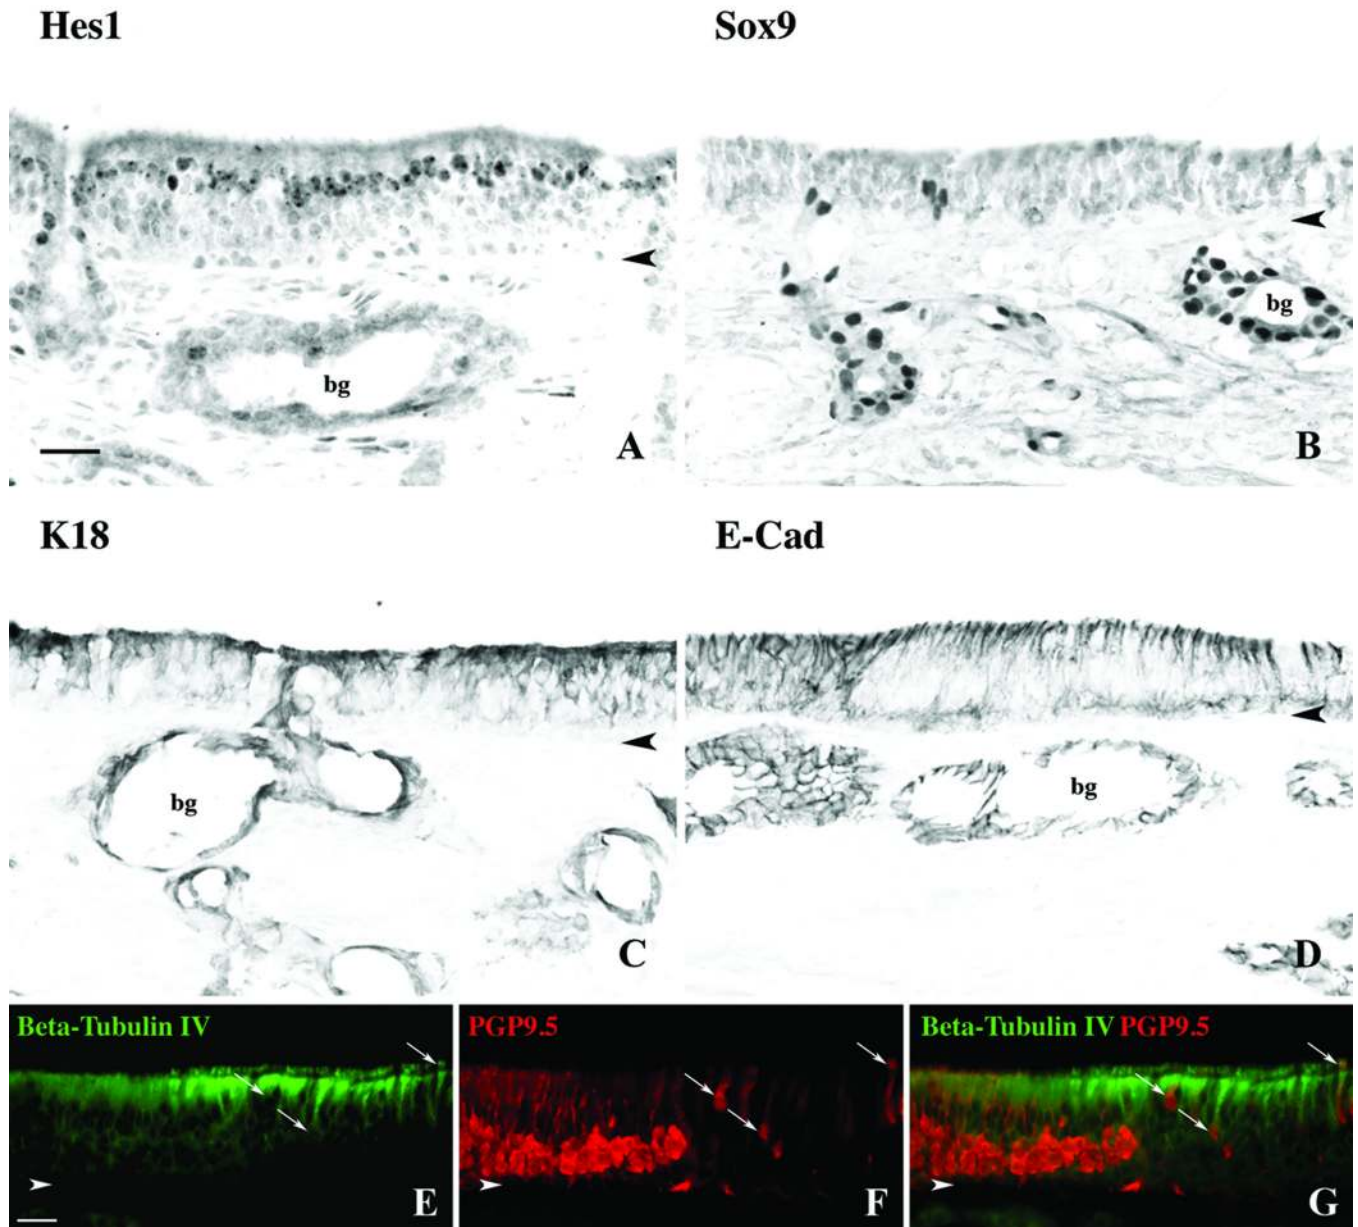 Hes1
Sox9
bg
A
bg
B
K18
E-Cad
bg
C
bg
D
Beta-Tubulin IV
E
PGP9.5
F
Beta-Tubulin IV PGP9.5
G